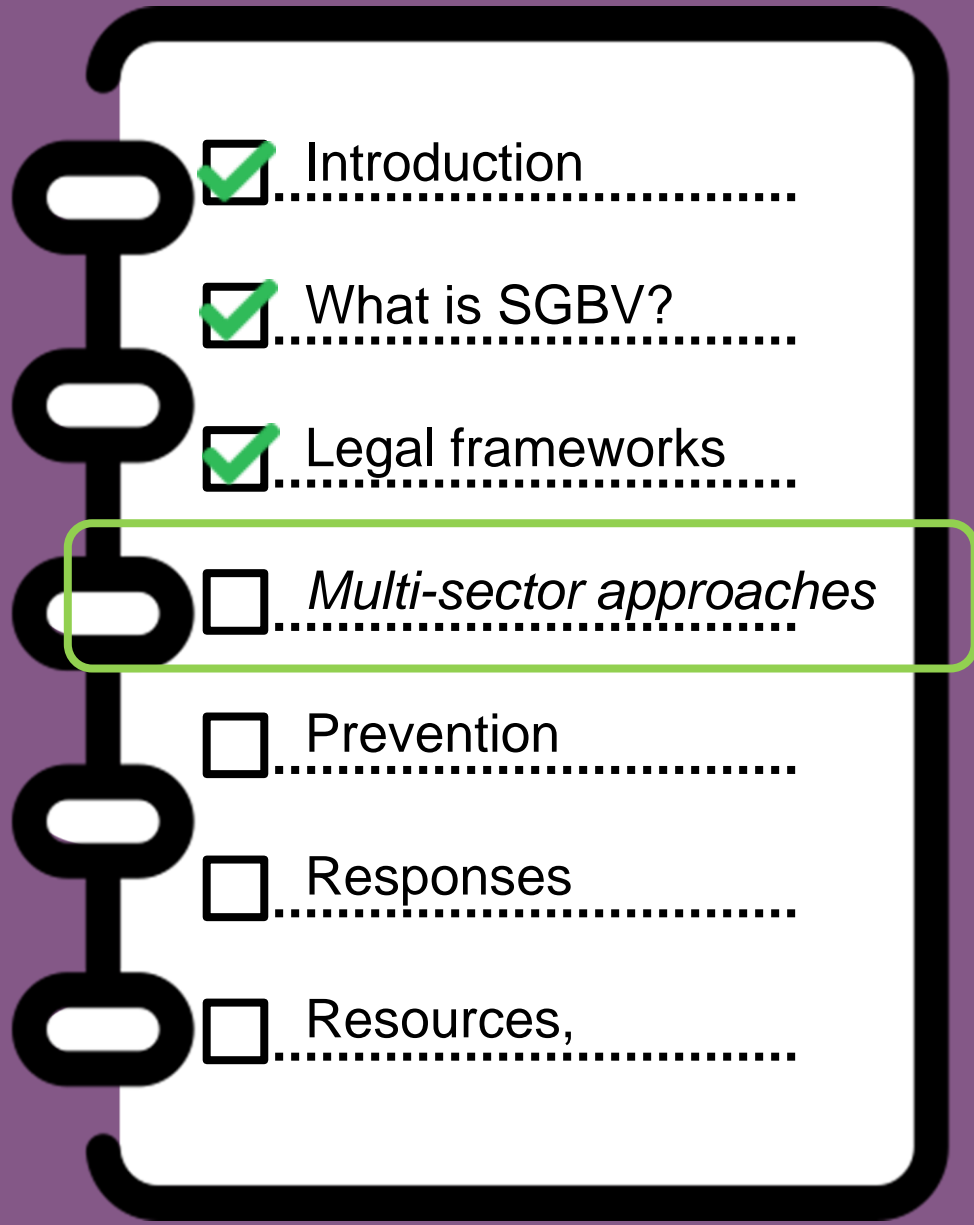 Introduction
What is SGBV?
Legal frameworks
Multi-sector approaches
Prevention
Responses
Resources,